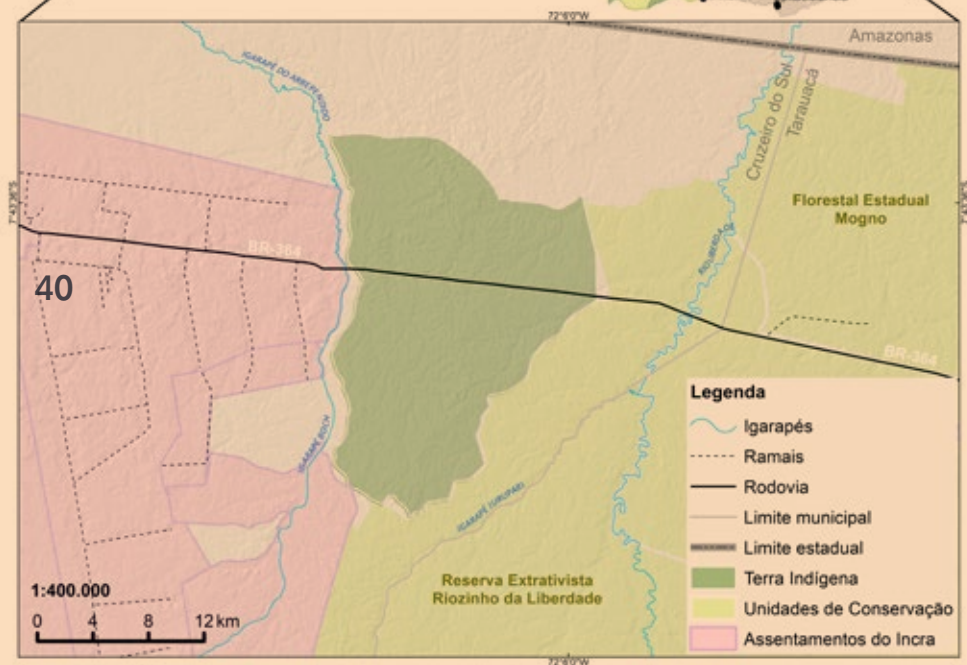 72°6'0"W
Amazonas
IGARAPÉ DO ARREPENDIDO
Cruzeiro do Sul
Tarauacá
Florestal Estadual
Mogno
BR-364
40
BR-364
IGARAPÉ ROCH
IGARAPÉ JURUPARI
Reserva Extrativista
Riozinho da Liberdade
Legenda
Igarapés
Ramais
Rodovia
Limite municipal
Limite estadual
Terra Indígena
Unidades de Conservação
Assentamentos do Incra
1:400.000
0 4 8 12 km
72°6'0"W